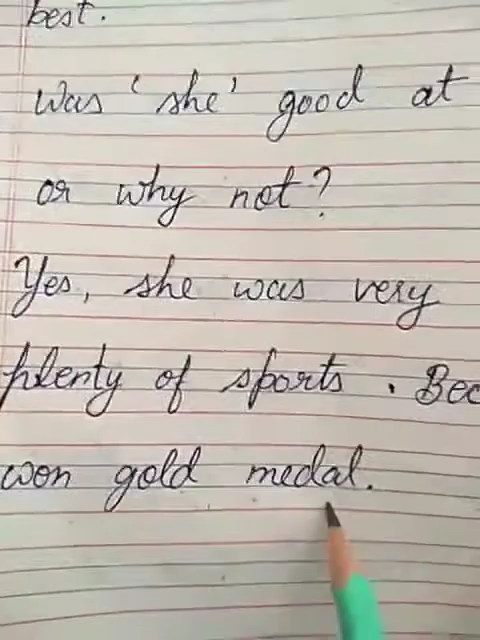 best.
Was 'she' good at
or why not?
Yes, she was very
plenty of sports. Bec
won gold medal.